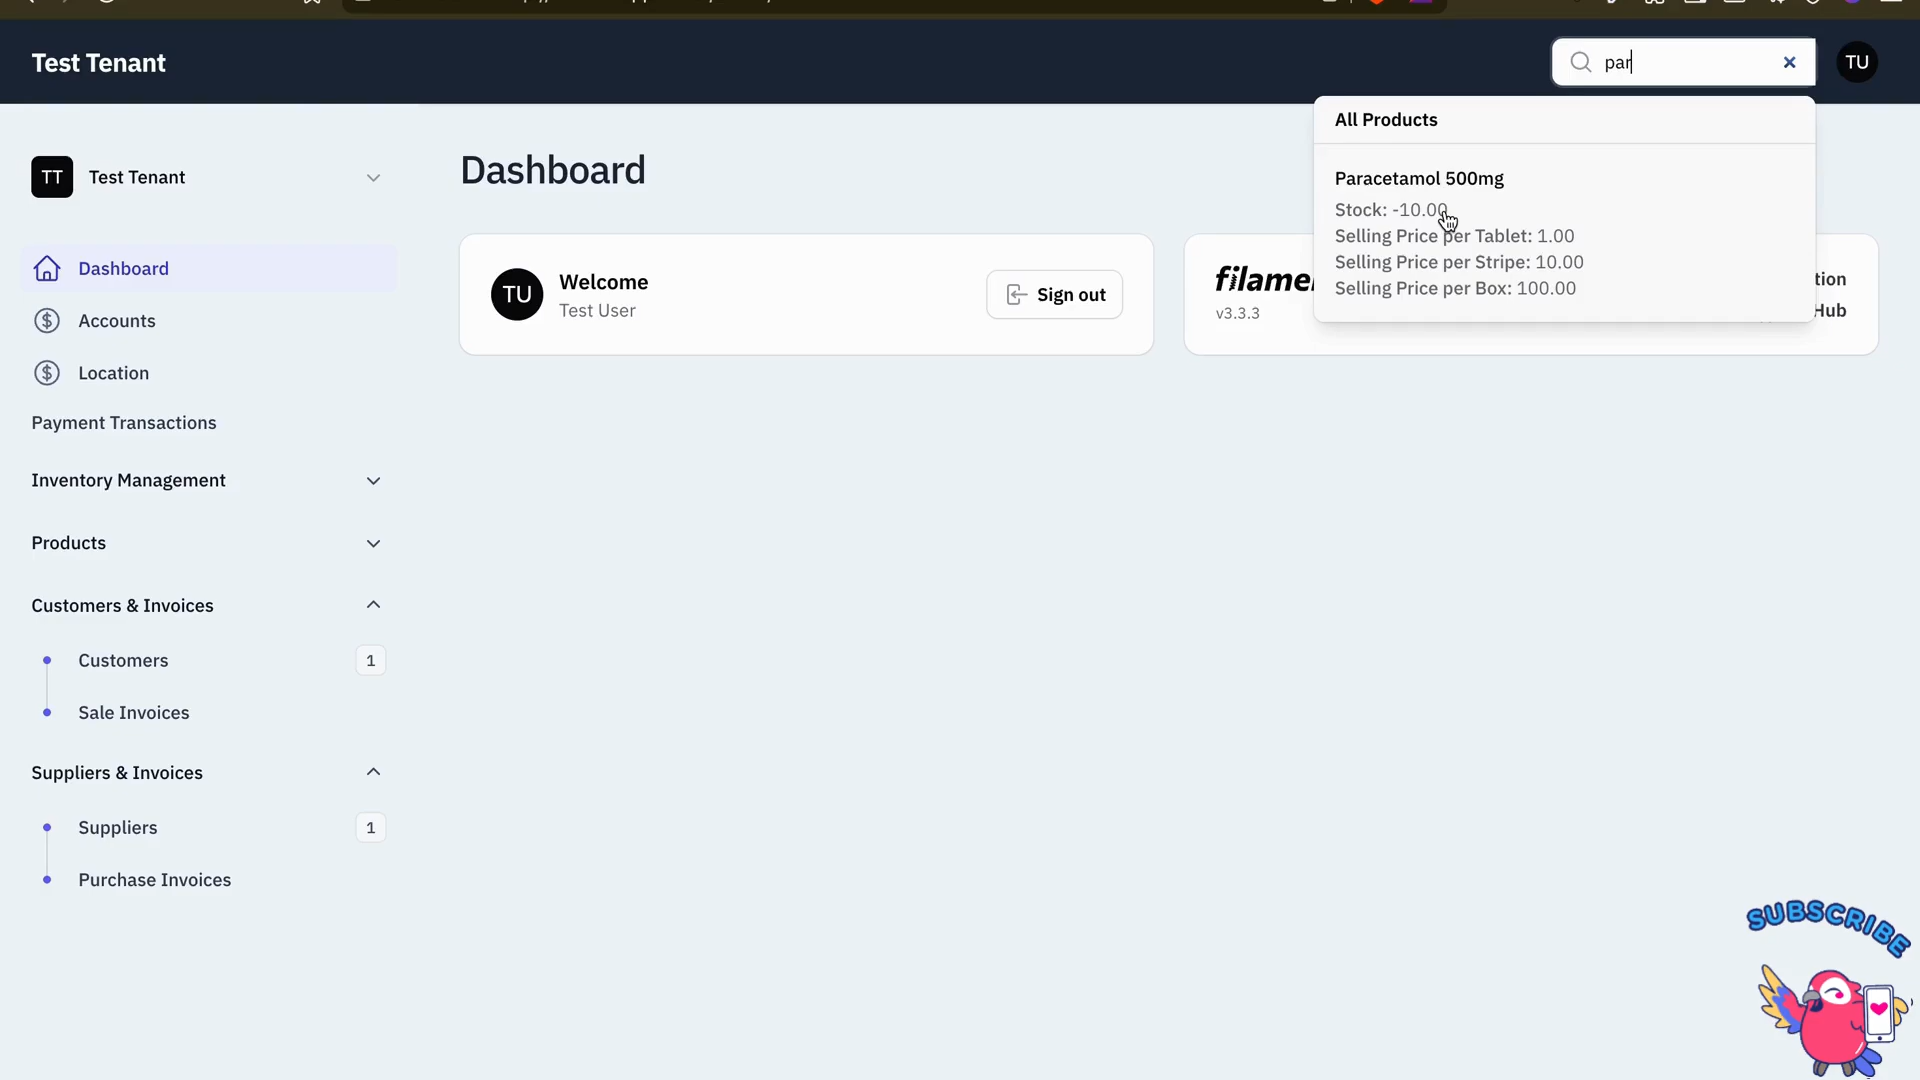 Test Tenant
par
TU
All Products
Paracetamol 500mg
Stock: -10.00
Selling Price per Tablet: 1.00
Selling Price per Stripe: 10.00
Selling Price per Box: 100.00
TT
Test Tenant
Dashboard
Dashboard
Accounts
Location
Payment Transactions
Inventory Management
Products
Customers & Invoices
Customers 1
Sale Invoices
Suppliers & Invoices
Suppliers 1
Purchase Invoices
TU
Welcome
Test User
Sign out
v3.3.3
tion
Hub
SUBSCRIBE